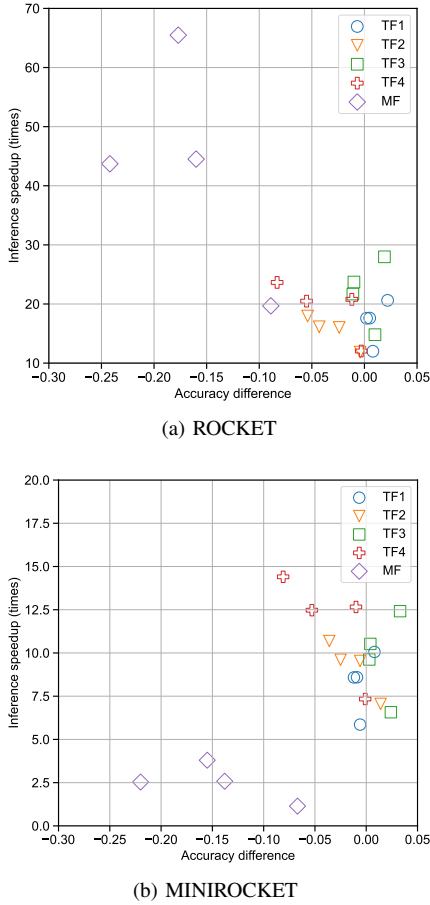 70
60
50
40
30
20
10
Inference speedup (times)
TF1
TF2
TF3
TF4
MF
−0.30 −0.25 −0.20 −0.15 −0.10 −0.05 0.00 0.05
Accuracy difference
(a) ROCKET
20.0
17.5
15.0
12.5
10.0
7.5
5.0
2.5
0.0
Inference speedup (times)
TF1
TF2
TF3
TF4
MF
−0.30 −0.25 −0.20 −0.15 −0.10 −0.05 0.00 0.05
Accuracy difference
(b) MINIROCKET